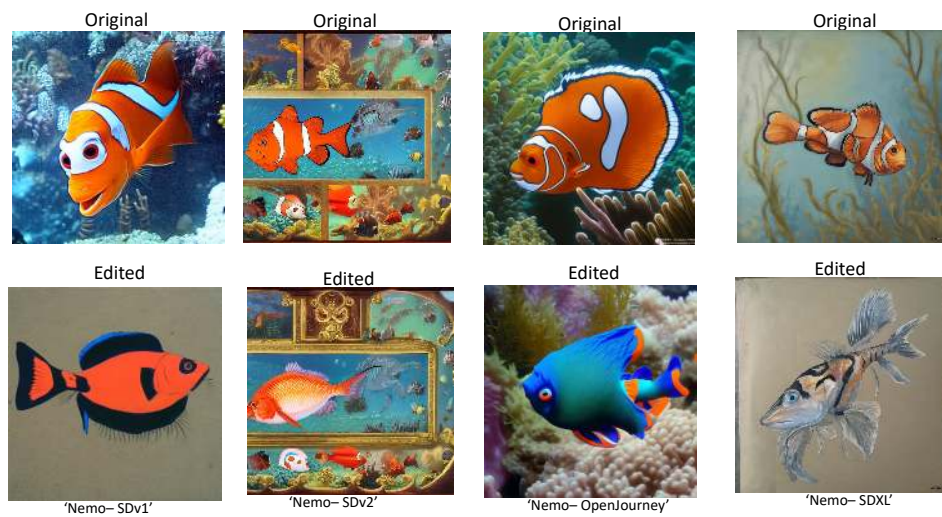 Original
Original
Original
Original
Edited
Edited
Edited
Edited
'Nemo– SDv1'
'Nemo– SDv2'
'Nemo– OpenJourney'
'Nemo– SDXL'